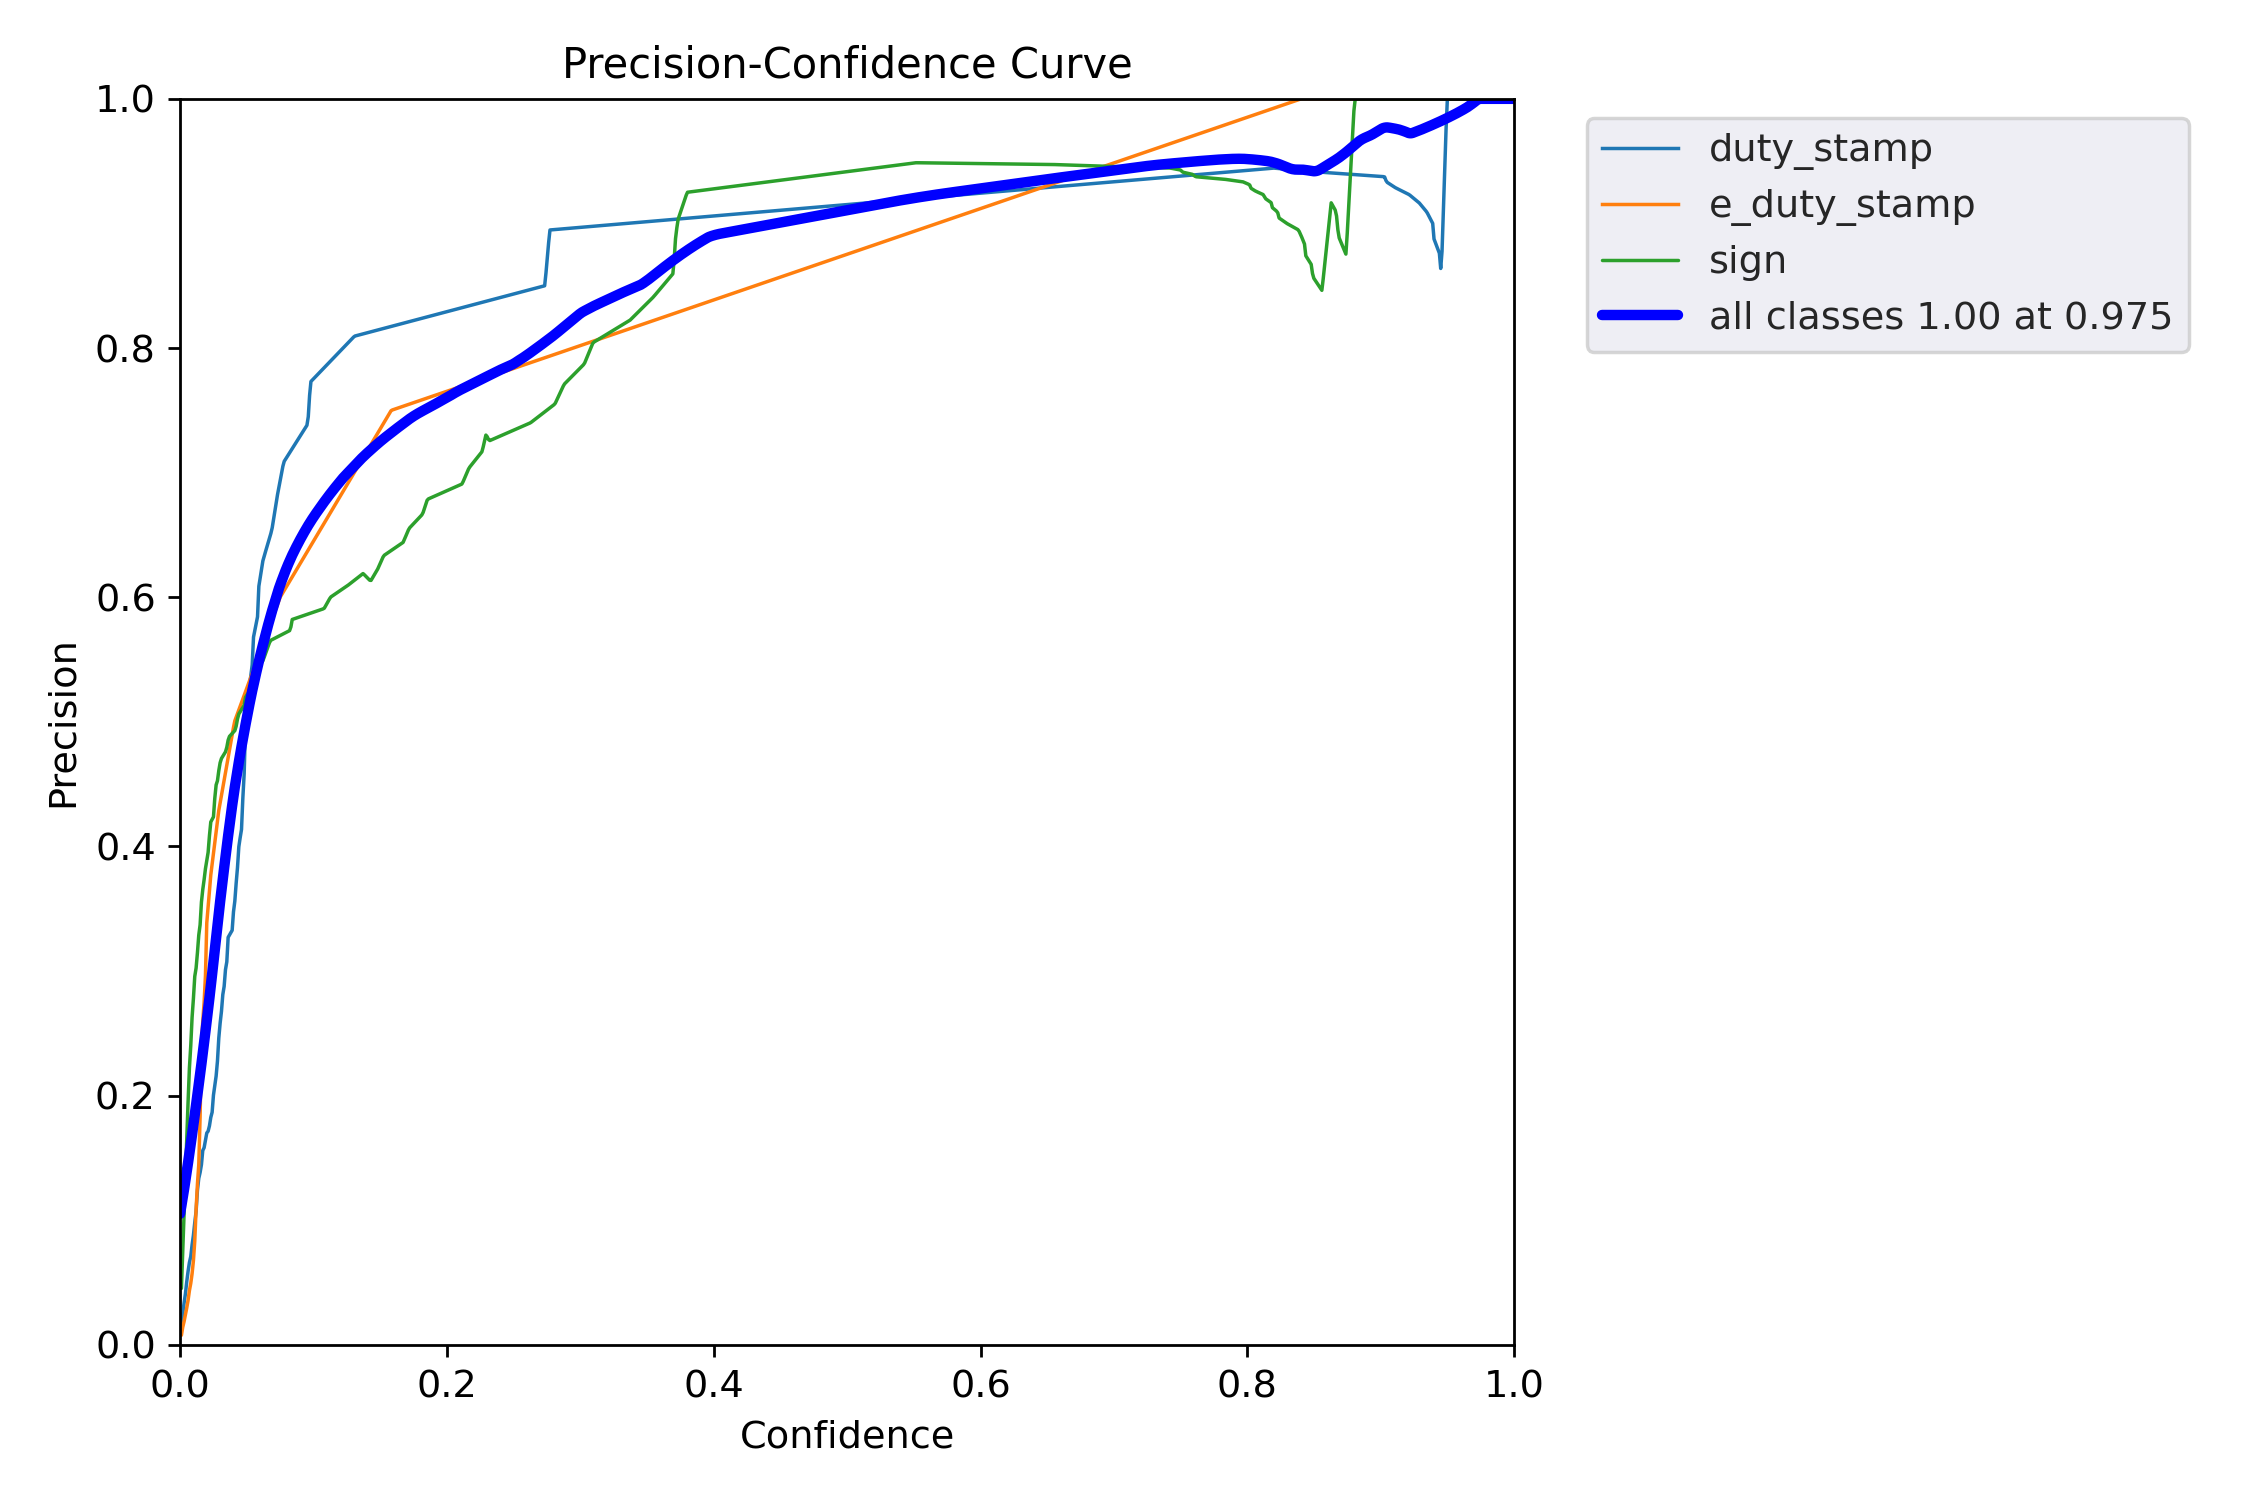 Precision-Confidence Curve
1.0
0.8
0.6
0.4
0.2
0.0
Precision
0.0 0.2 0.4 0.6 0.8 1.0
Confidence
duty_stamp
e_duty_stamp
sign
all classes 1.00 at 0.975